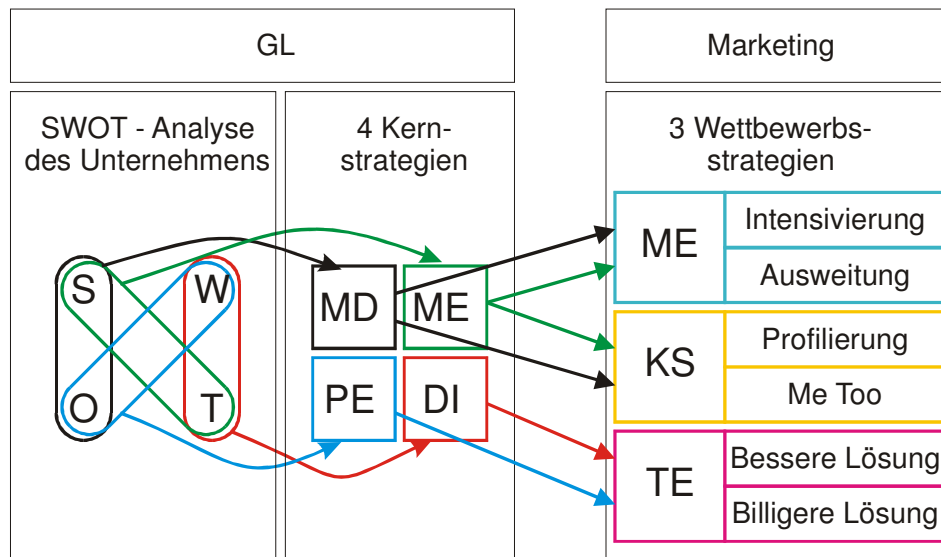 GL
Marketing
SWOT - Analyse
des Unternehmens
4 Kern-
strategien
3 Wettbewerbs-
strategien
S
W
O
T
MD
ME
PE
DI
ME
Intensivierung
Ausweitung
KS
Profilierung
Me Too
TE
Bessere Lösung
Billigere Lösung